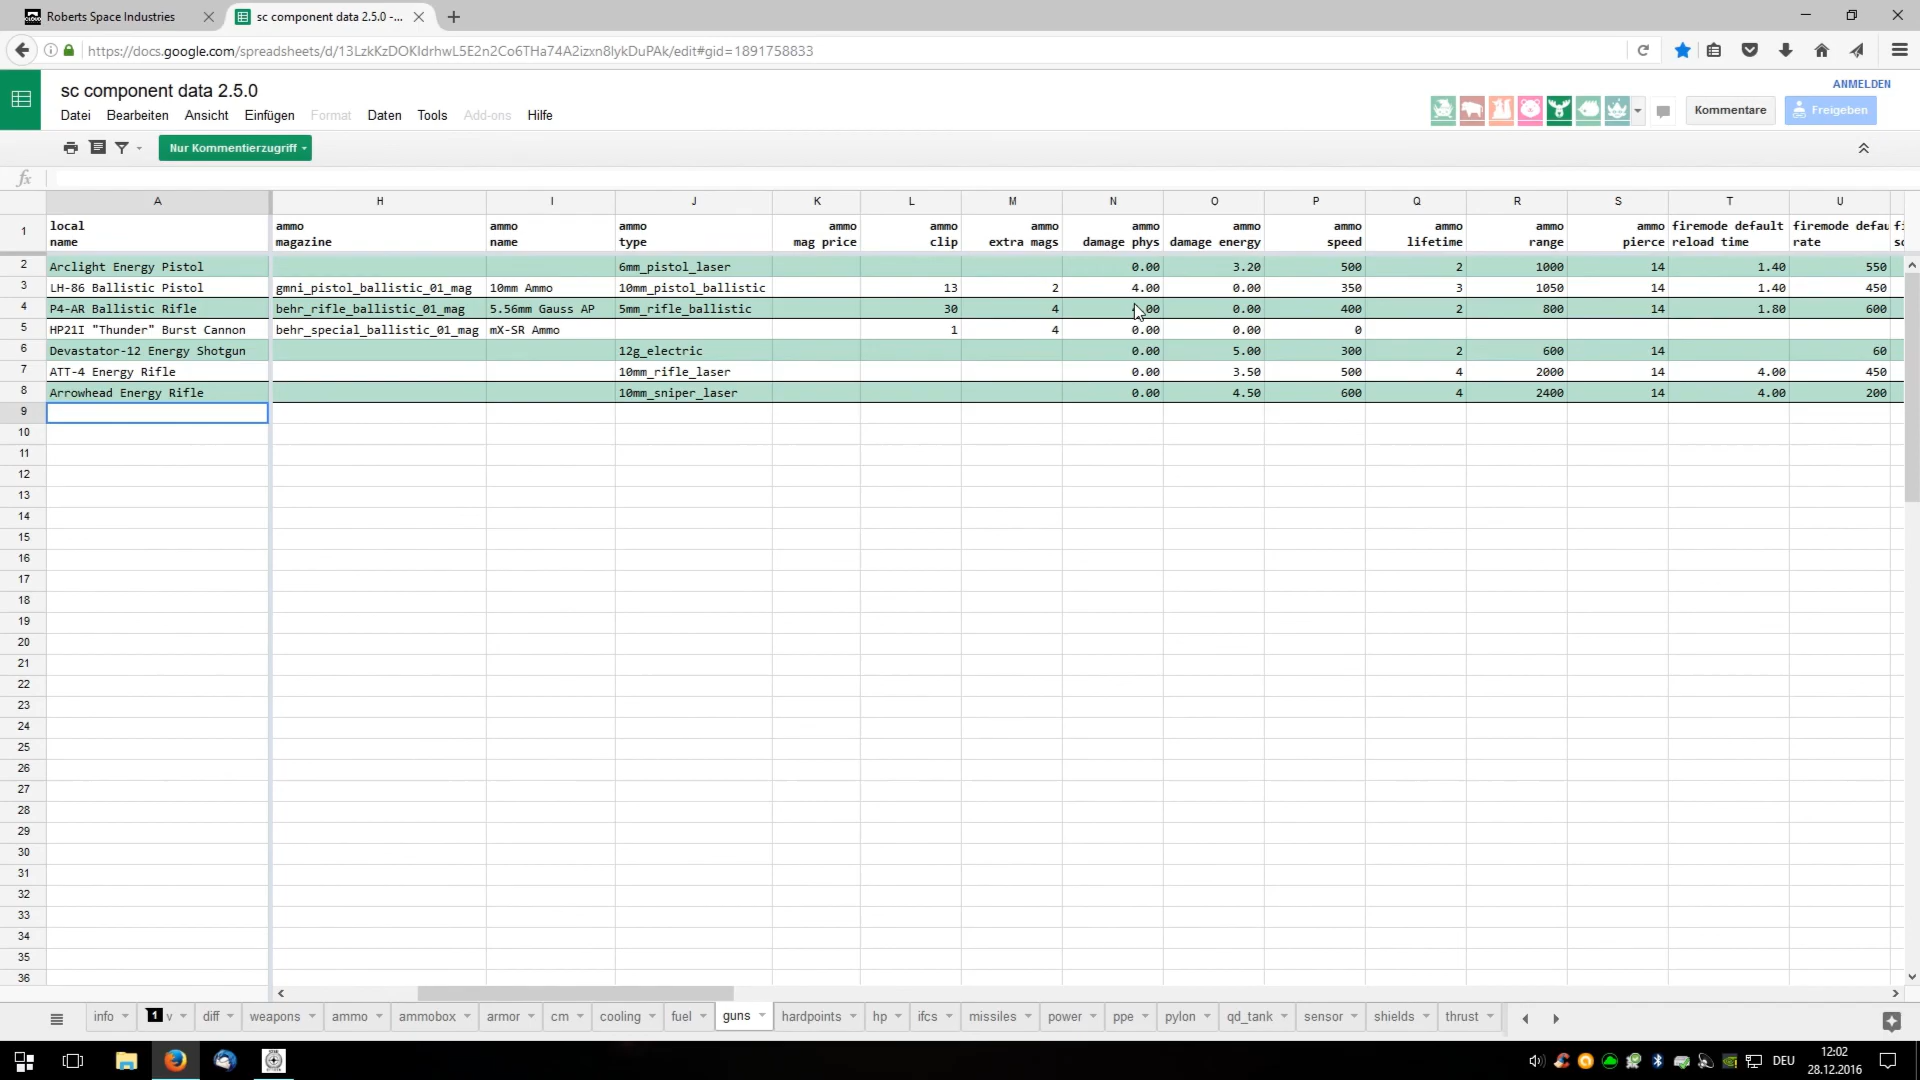 Roberts Space Industries
sc component data 2.5.0 -...
https://docs.google.com/spreadsheets/d/13LzkKzDOKIdrhwL5E2n2Co6THa74A2izxn8lykDuPAk/edit#gid=1891758833
sc component data 2.5.0
ANMELDEN
Datei Bearbeiten Ansicht Einfügen Format Daten Tools Add-ons Hilfe
Kommentare Freigeben
Nur Kommentierzugriff
fx
A H I J K L M N O P Q R S T U
1 local name ammo magazine ammo name ammo type ammo mag price ammo clip ammo extra mags ammo damage phys ammo damage energy ammo speed ammo lifetime ammo range ammo pierce firemode default reload time firemode defau rate
2 Arclight Energy Pistol 6mm_pistol_laser 0.00 3.20 500 2 1000 14 1.40 550
3 LH-86 Ballistic Pistol gmni_pistol_ballistic_01_mag 10mm Ammo 10mm_pistol_ballistic 13 2 4.00 0.00 350 3 1050 14 1.40 450
4 P4-AR Ballistic Rifle behr_rifle_ballistic_01_mag 5.56mm Gauss AP 5mm_rifle_ballistic 30 4 0.00 400 2 800 14 1.80 600
5 HP21I "Thunder" Burst Cannon behr_special_ballistic_01_mag mX-SR Ammo 1 4 0.00 0.00 0
6 Devastator-12 Energy Shotgun 12g_electric 0.00 5.00 300 2 600 14 60
7 ATT-4 Energy Rifle 10mm_rifle_laser 0.00 3.50 500 4 2000 14 4.00 450
8 Arrowhead Energy Rifle 10mm_sniper_laser 0.00 4.50 600 4 2400 14 4.00 200
9
10
11
12
13
14
15
16
17
18
19
20
21
22
23
24
25
26
27
28
29
30
31
32
33
34
35
36
info 1 v diff weapons ammo ammobox armor cm cooling fuel guns hardpoints hp ifcs missiles power ppe pylon qd_tank sensor shields thrust
DEU 12:02
28.12.2016